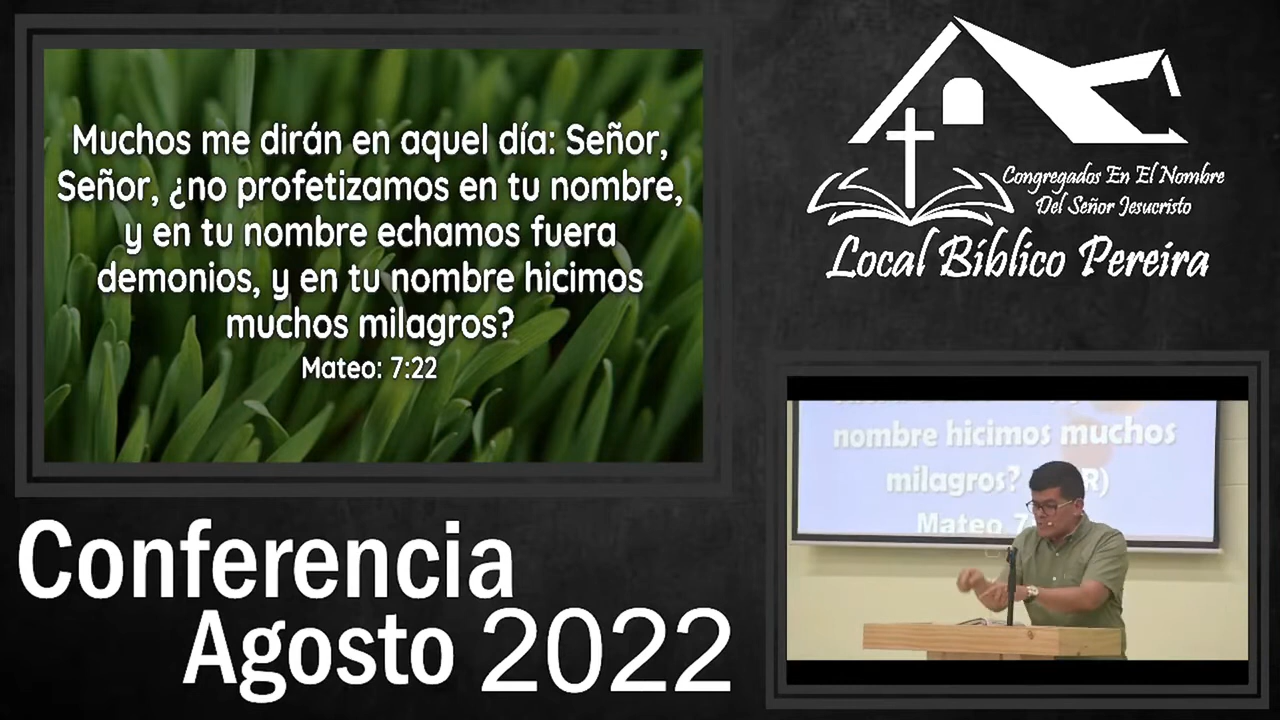 Muchos me dirán en aquel día: Señor,
Señor, ¿no profetizamos en tu nombre,
y en tu nombre echamos fuera
demonios, y en tu nombre hicimos
muchos milagros?
Mateo: 7:22
Congregados En El Nombre
Del Señor Jesucristo
Local Bíblico Pereira
nombre hicimos muchos
milagros? R)
Mateo 7
Conferencia
Agosto 2022